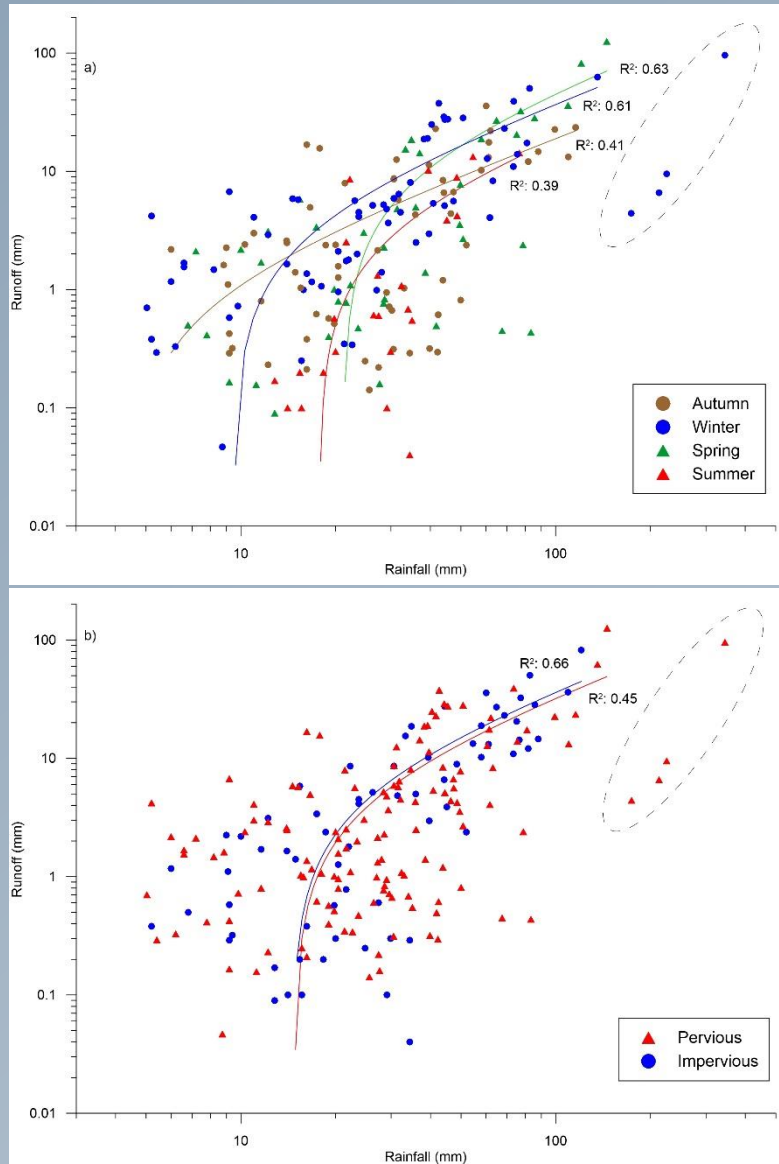 a)
100
10
1
0.1
0.01
Runoff (mm)
R²: 0.63
R²: 0.61
R²: 0.41
R²: 0.39
Autumn
Winter
Spring
Summer
10
100
Rainfall (mm)
b)
100
10
1
0.1
0.01
Runoff (mm)
R²: 0.66
R²: 0.45
Pervious
Impervious
10
100
Rainfall (mm)